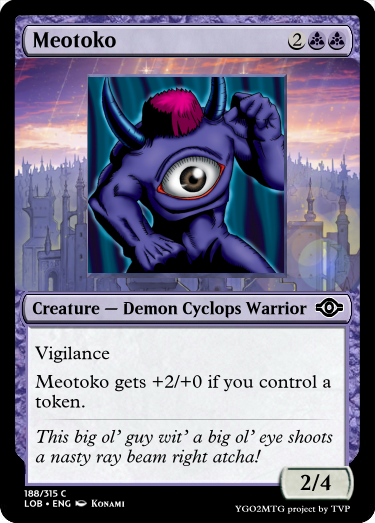 Meotoko 2
Creature — Demon Cyclops Warrior
Vigilance
Meotoko gets +2/+0 if you control a
token.
This big ol' guy wit' a big ol' eye shoots
a nasty ray beam right atcha!
2/4
188/315 C
LOB • ENG Konami
YGO2MTG project by TVP